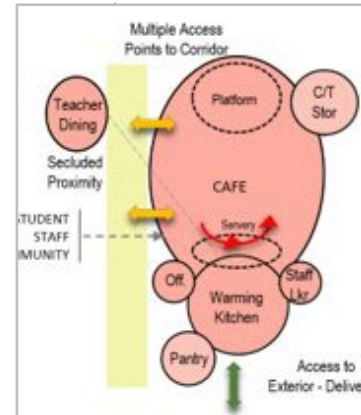 Multiple Access
Points to Corridor
Teacher
Dining
Platform
C/T
Stor
Secluded
Proximity
CAFE
STUDENT
STAFF
MUNITY
Servery
Off.
Staff
Lkr
Warming
Kitchen
Pantry
Access to
Exterior - Delive